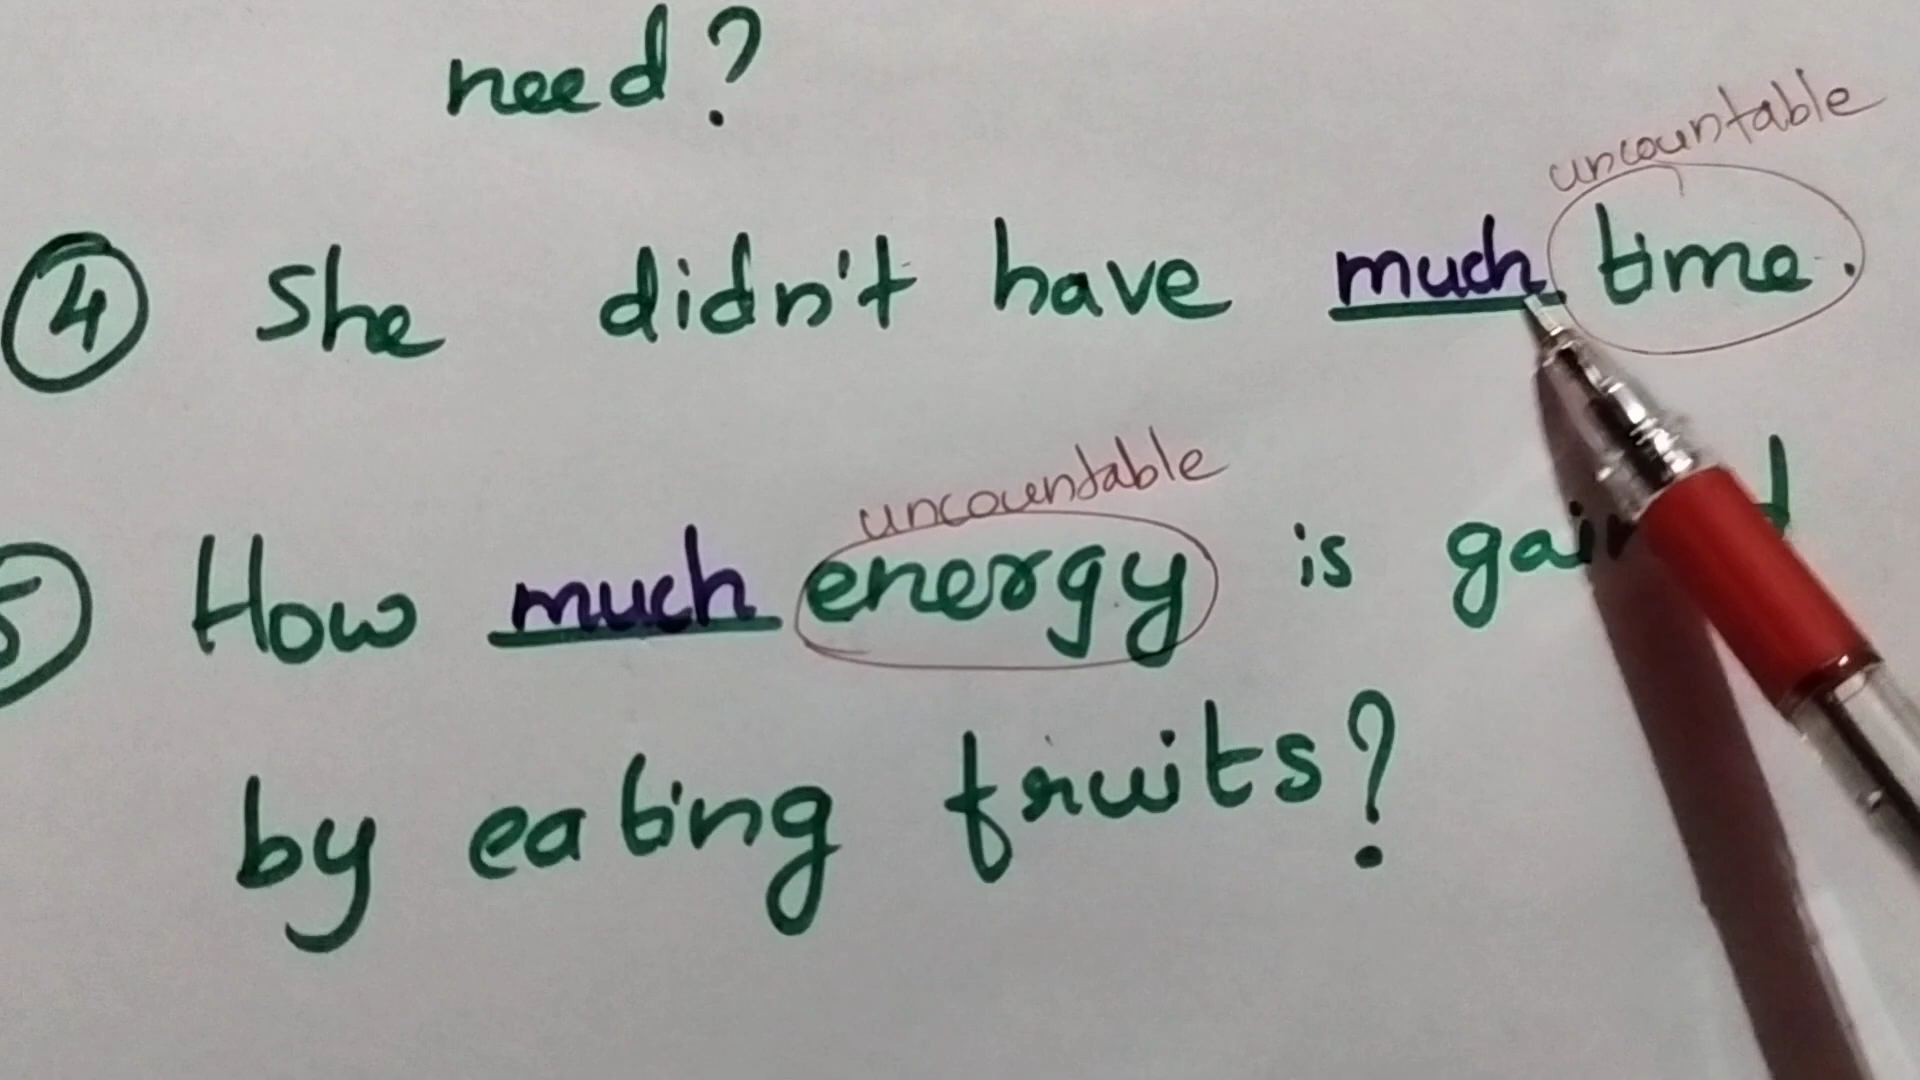 need?
uncountable
④ She didn't have much time.
uncountable
5 How much energy is
by eating fruits?